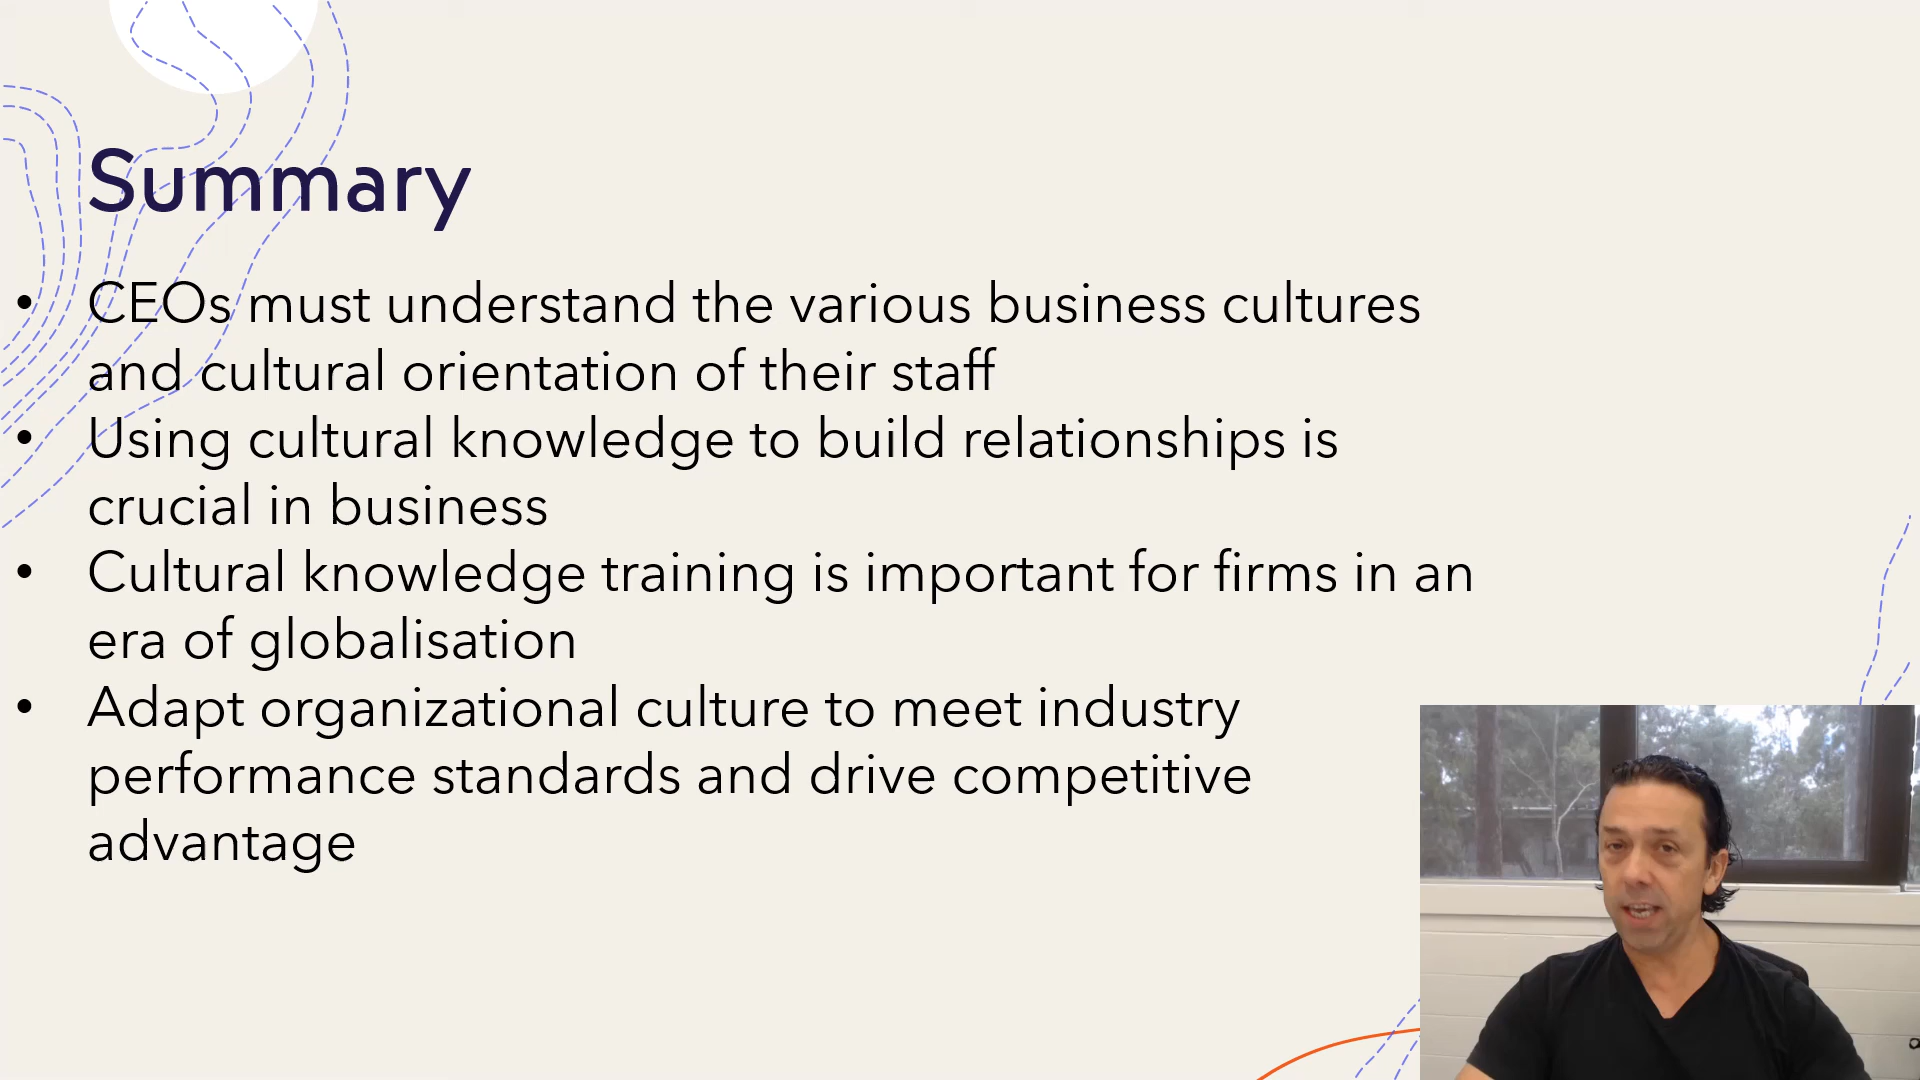 Summary
• CEOs must understand the various business cultures
and cultural orientation of their staff
• Using cultural knowledge to build relationships is
crucial in business
• Cultural knowledge training is important for firms in an
era of globalisation
• Adapt organizational culture to meet industry
performance standards and drive competitive
advantage